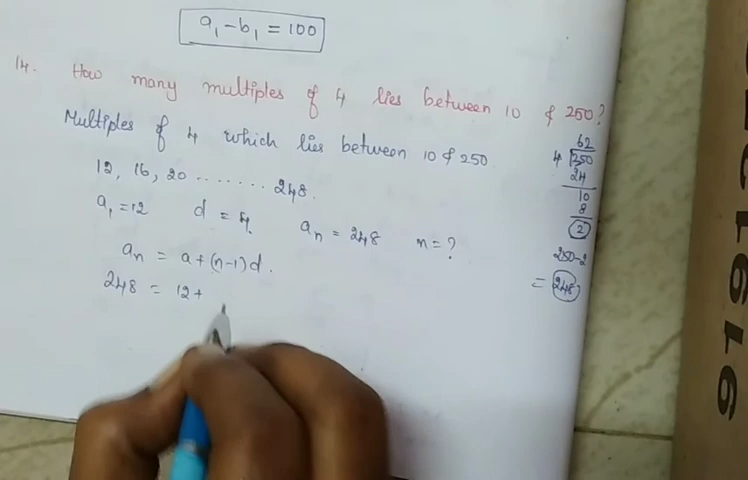 a₁ - b₁ = 100
14. How many multiples of 4 lies between 10 & 250?
Multiples of 4 which lies between 10 & 250
12, 16, 20 ........ 248.
a₁ = 12 d = 4. aₙ = 248 n = ?
aₙ = a + (n-1) d.
248 = 12 +
62
4 250
24
10
8
2
250-2
= 248
919